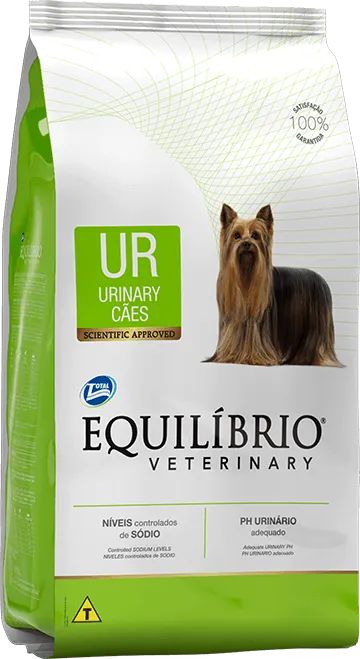 SATISFAÇÃO
100%
GARANTIDA
UR
URINARY
CÃES
SCIENTIFIC APPROVED
TOTAL
EQUILÍBRIO®
VETERINARY
NÍVEIS controlados
de SÓDIO
Controlled SODIUM LEVELS
NIVELES controlados de SODIO
PH URINÁRIO
adequado
Adequate URINARY PH
PH URINARIO adecuado
T